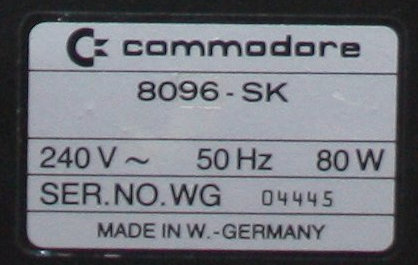 commodore
8096-SK
240 V ~ 50 Hz 80 W
SER.NO.WG 04445
MADE IN W.-GERMANY